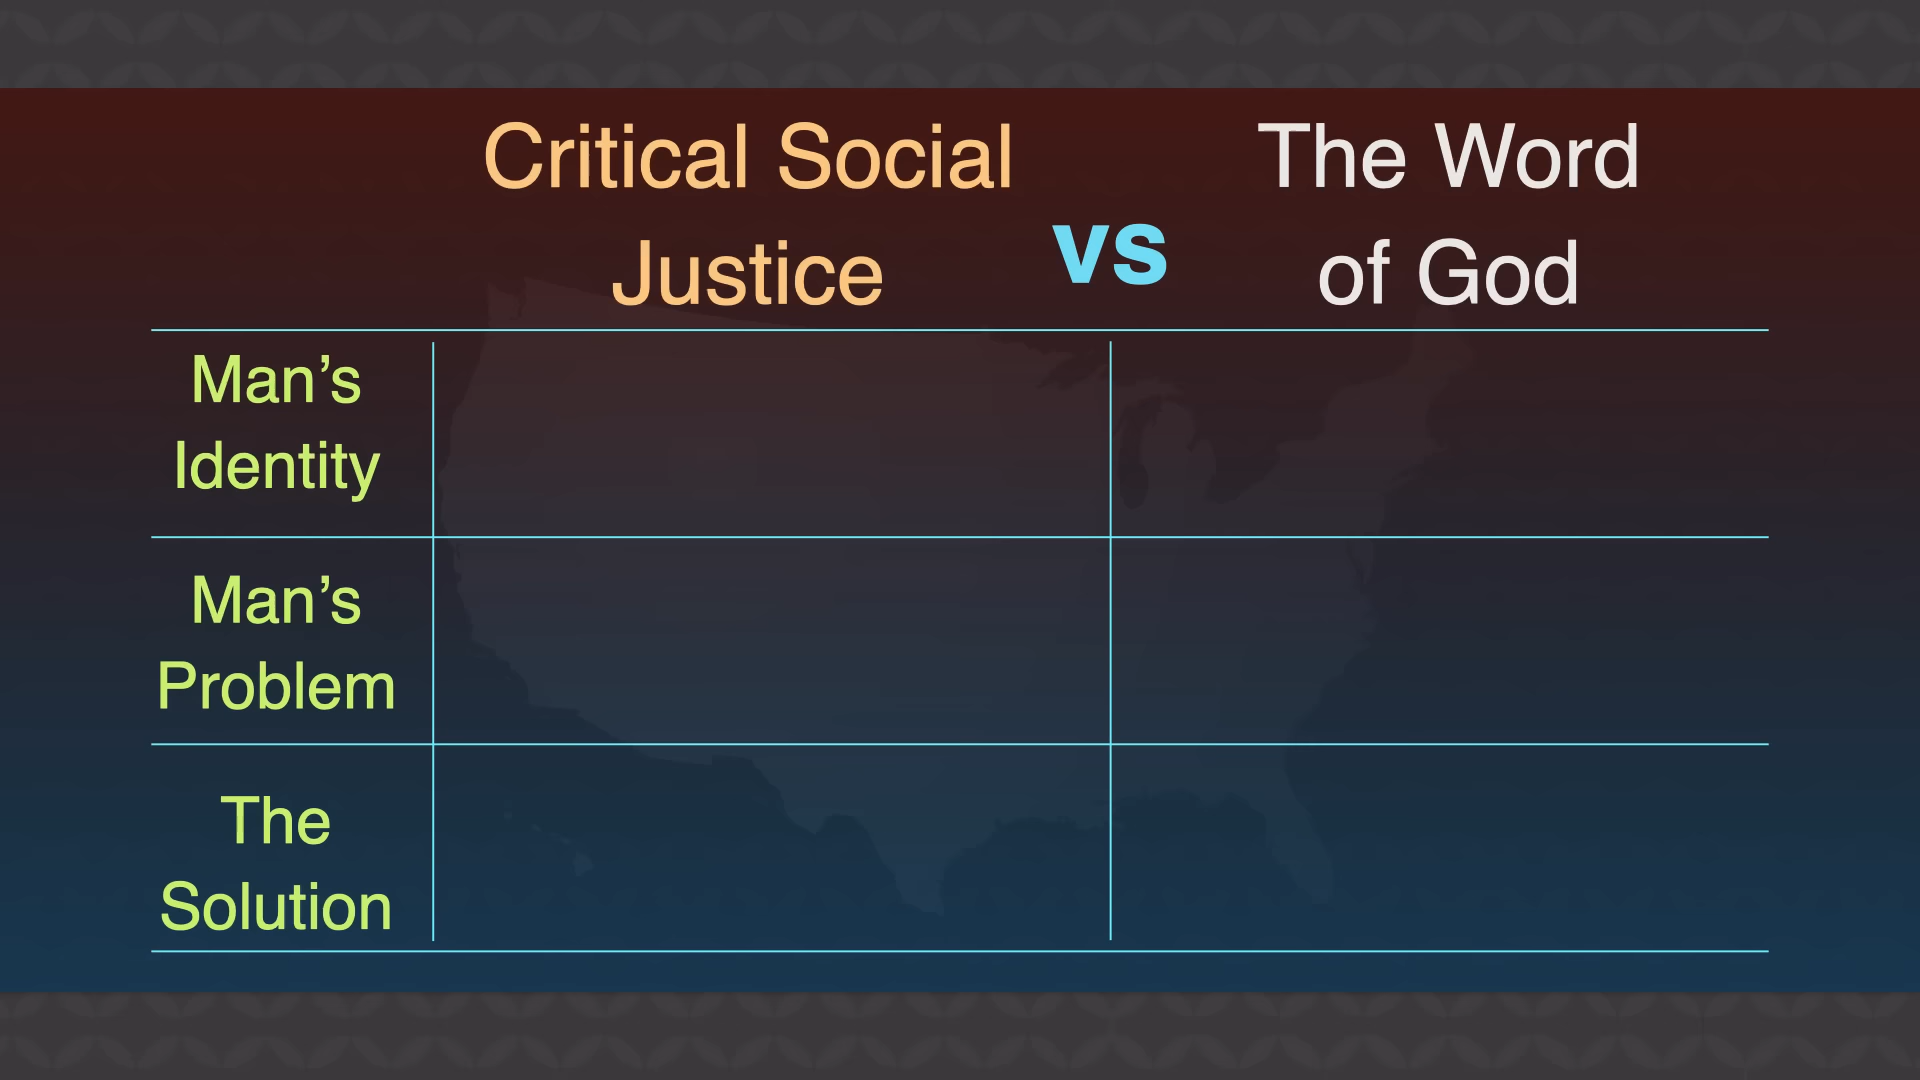 Critical Social
Justice
vs
The Word
of God
Man’s
Identity
Man’s
Problem
The
Solution